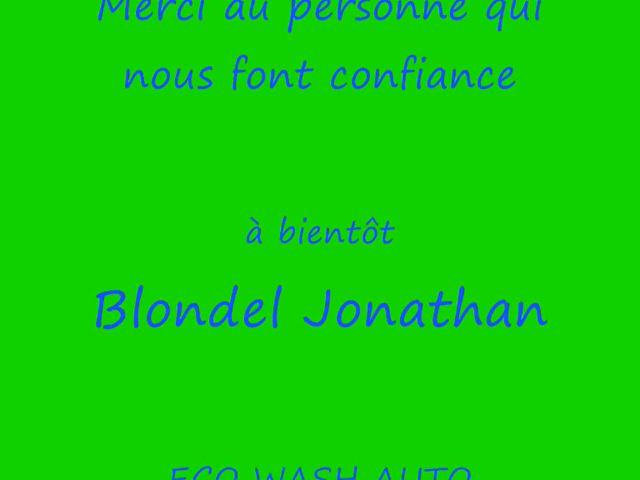 Merci au personne qui
nous font confiance
à bientôt
Blondel Jonathan
ECO WASH AUTO